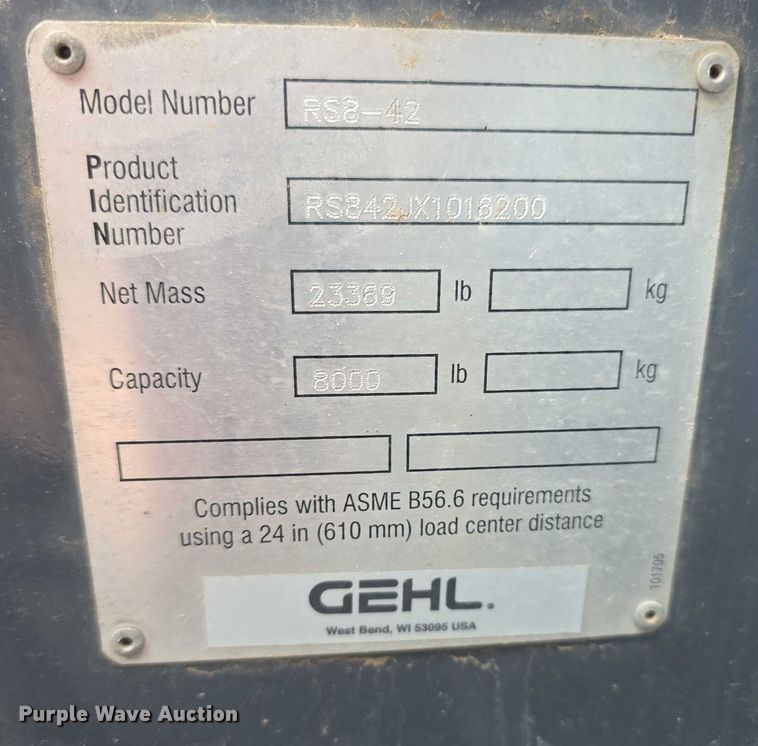 Model Number RS8-42
Product
Identification RS842JX1016200
Number
Net Mass 23369 lb kg
Capacity 8000 lb kg
Complies with ASME B56.6 requirements
using a 24 in (610 mm) load center distance
101705
GEHL®
West Bend, WI 53095 USA
Purple Wave Auction